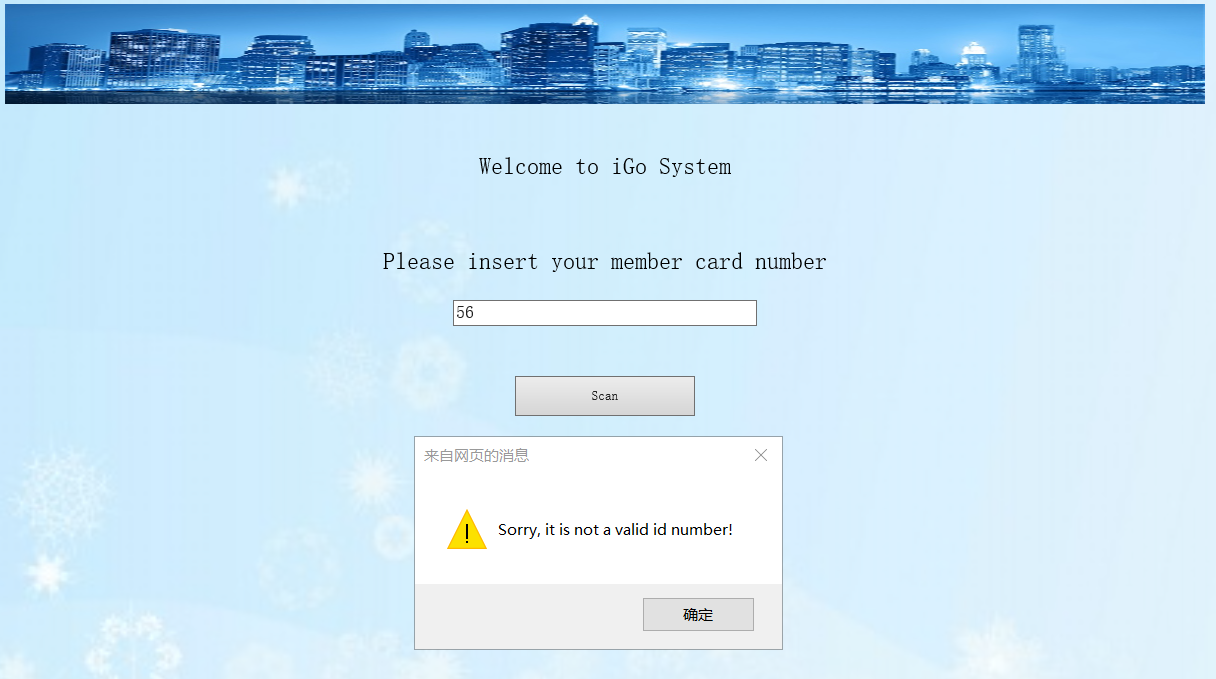 Welcome to iGo System
Please insert your member card number
56
Scan
来自网页的消息
Sorry, it is not a valid id number!
确定